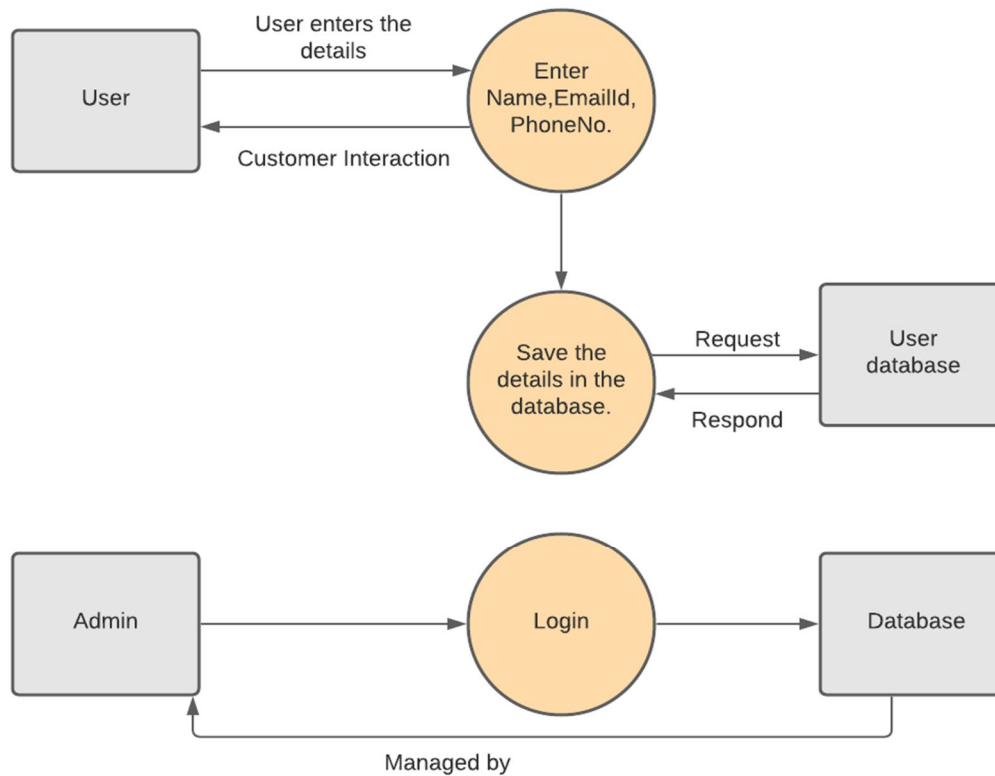 User enters the
details
User
Enter
Name,EmailId,
PhoneNo.
Customer Interaction
Save the
details in the
database.
Request
User
database
Respond
Admin
Login
Database
Managed by